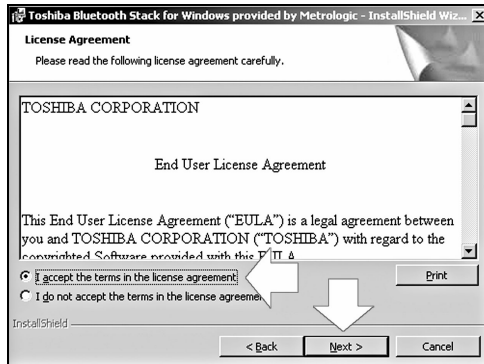 Toshiba Bluetooth Stack for Windows provided by Metrologic - InstallShield Wiz...
License Agreement
Please read the following license agreement carefully.
TOSHIBA CORPORATION
End User License Agreement
This End User License Agreement ("EULA") is a legal agreement between
you and TOSHIBA CORPORATION ("TOSHIBA") with regard to the
copyrighted Software provided with this EULA
I accept the terms in the license agreement
Print
I do not accept the terms in the license agreeme
InstallShield
< Back
Next >
Cancel